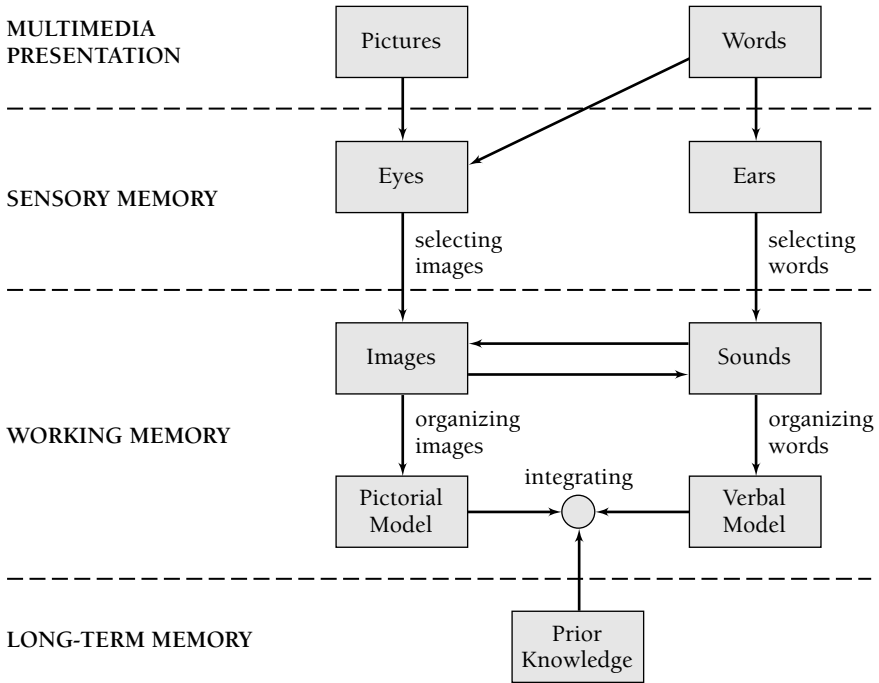 MULTIMEDIA
PRESENTATION
Pictures
Words
SENSORY MEMORY
Eyes
Ears
selecting
images
selecting
words
WORKING MEMORY
Images
Sounds
organizing
images
organizing
words
integrating
Pictorial
Model
Verbal
Model
LONG-TERM MEMORY
Prior
Knowledge